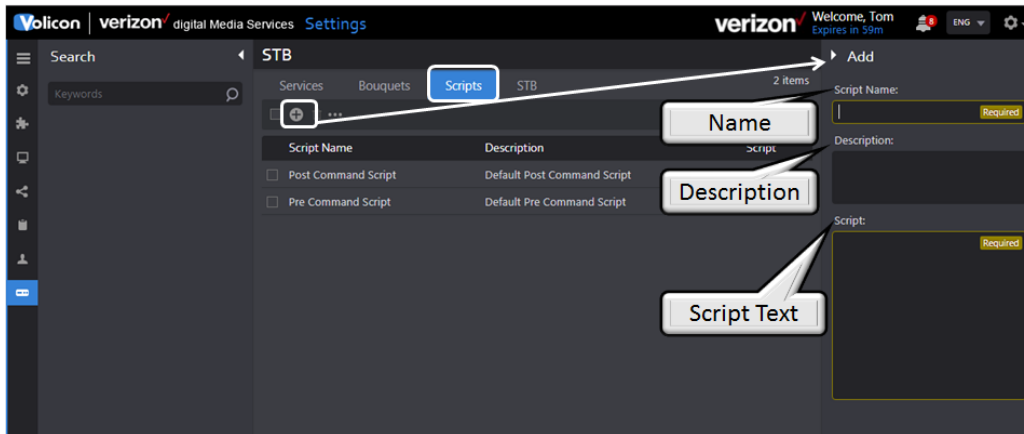 Volicon | verizon digital Media Services Settings
verizon Welcome, Tom
Expires in 59m
8
ENG
Search
STB
Add
Keywords
Services Bouquets Scripts STB
2 items
Script Name:
Required
Name
Script Name Description Script
Description:
Post Command Script Default Post Command Script
Description
Pre Command Script Default Pre Command Script
Script:
Required
Script Text